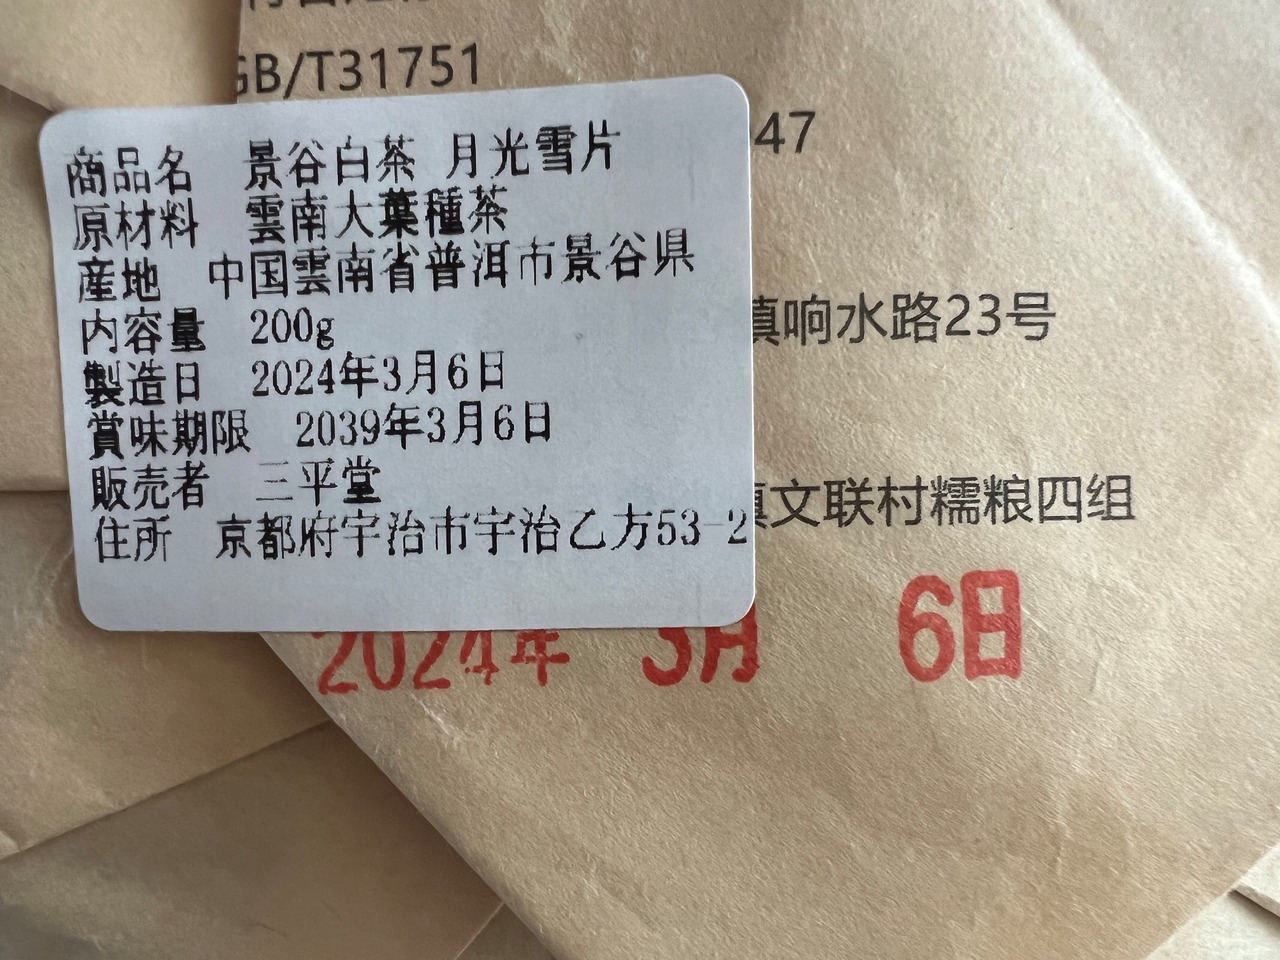 GB/T31751
47
商品名 景谷白茶 月光雪片
原材料 雲南大葉種茶
産地 中国雲南省普洱市景谷県
内容量 200g
製造日 2024年3月6日
賞味期限 2039年3月6日
販売者 三平堂
住所 京都府宇治市宇治乙方53-2
镇响水路23号
镇文联村糯粮四组
2024年 3月 6日